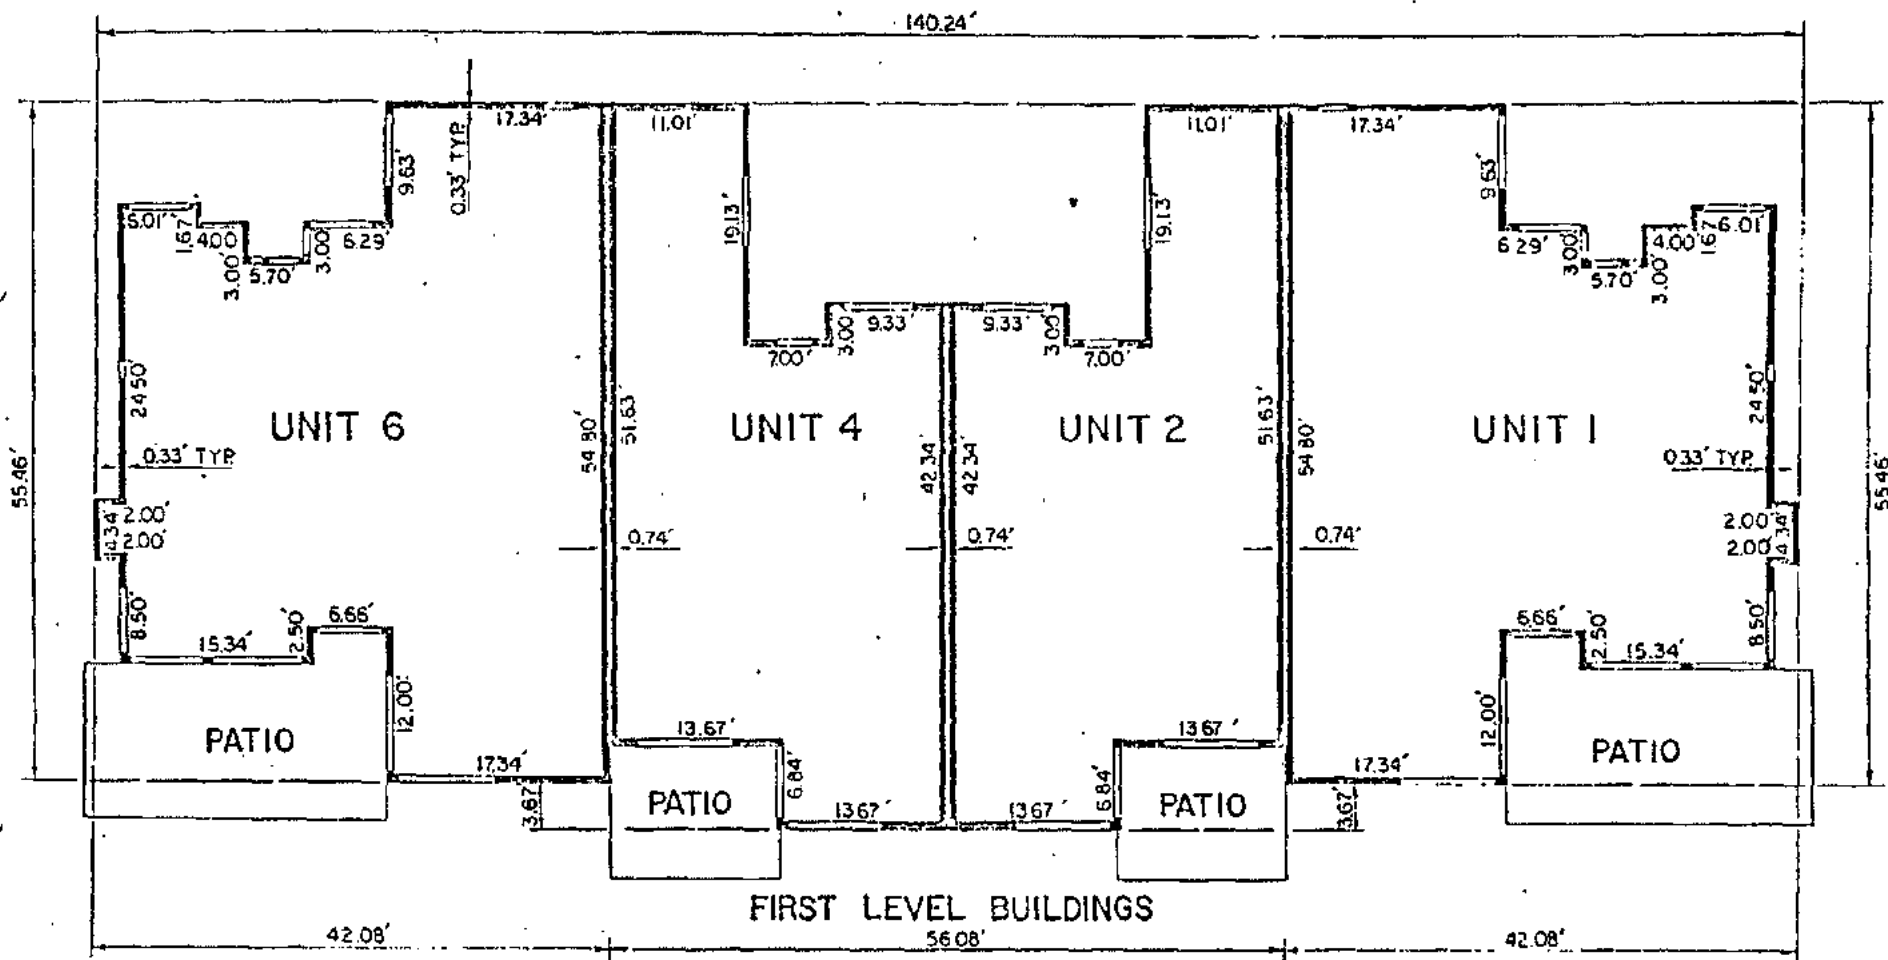 140.24'
17.34' 11.01' 11.01' 17.34'
9.63' 0.33' TYP. 19.13' 19.13' 9.63'
6.01' 1.67 4.00' 3.00' 5.70' 3.00' 6.29'
6.29' 3.00' 5.70' 3.00' 4.00' 1.67 6.01'
7.00' 3.00' 9.33' 9.33' 3.00' 7.00'
24.50' 54.80' 51.63' 51.63' 54.80' 24.50'
UNIT 6 UNIT 4 UNIT 2 UNIT 1
55.46' 0.33' TYP. 42.34' 42.34' 0.33' TYP. 55.46'
4.34' 2.00' 2.00' 4.34'
2.00' 0.74' 0.74' 0.74' 2.00'
8.50' 15.34' 2.50' 6.66' 6.66' 2.50' 15.34' 8.50'
12.00' 13.67' 13.67' 12.00'
PATIO PATIO
17.34' 17.34'
3.67' PATIO 6.84' 13.67' 13.67' 6.84' PATIO 3.67'
FIRST LEVEL BUILDINGS
42.08' 56.08' 42.08'